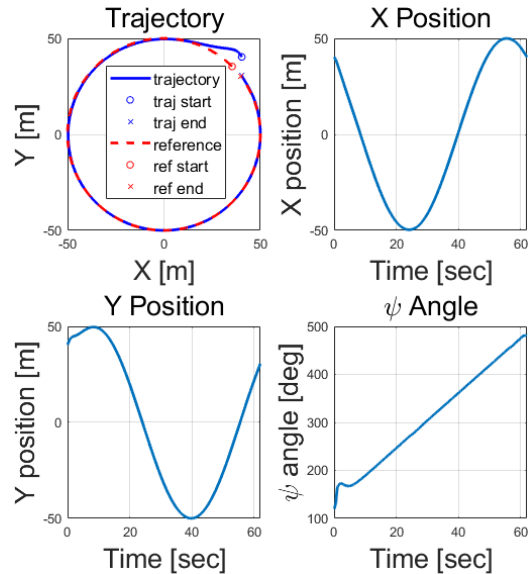 Trajectory
50
0
-50
Y [m]
-50
0
50
X [m]
trajectory
traj start
traj end
reference
ref start
ref end
X Position
50
0
-50
X position [m]
0
20
40
60
Time [sec]
Y Position
50
0
-50
Y position [m]
0
20
40
60
Time [sec]
ψ Angle
500
400
300
200
100
ψ angle [deg]
0
20
40
60
Time [sec]